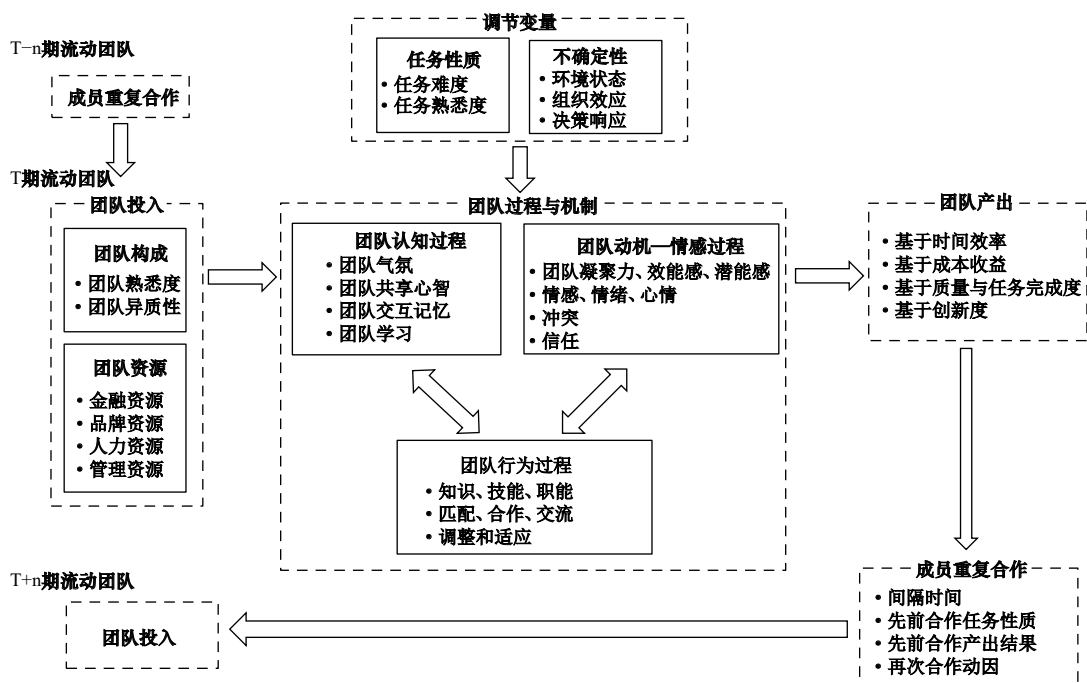 调节变量
T−n期流动团队
成员重复合作
任务性质
• 任务难度
• 任务熟悉度
不确定性
• 环境状态
• 组织效应
• 决策响应
T期流动团队
团队投入
团队构成
• 团队熟悉度
• 团队异质性
团队资源
• 金融资源
• 品牌资源
• 人力资源
• 管理资源
团队过程与机制
团队认知过程
• 团队气氛
• 团队共享心智
• 团队交互记忆
• 团队学习
团队动机—情感过程
• 团队凝聚力、效能感、潜能感
• 情感、情绪、心情
• 冲突
• 信任
团队行为过程
• 知识、技能、职能
• 匹配、合作、交流
• 调整和适应
团队产出
• 基于时间效率
• 基于成本收益
• 基于质量与任务完成度
• 基于创新度
T+n期流动团队
团队投入
成员重复合作
• 间隔时间
• 先前合作任务性质
• 先前合作产出结果
• 再次合作动因